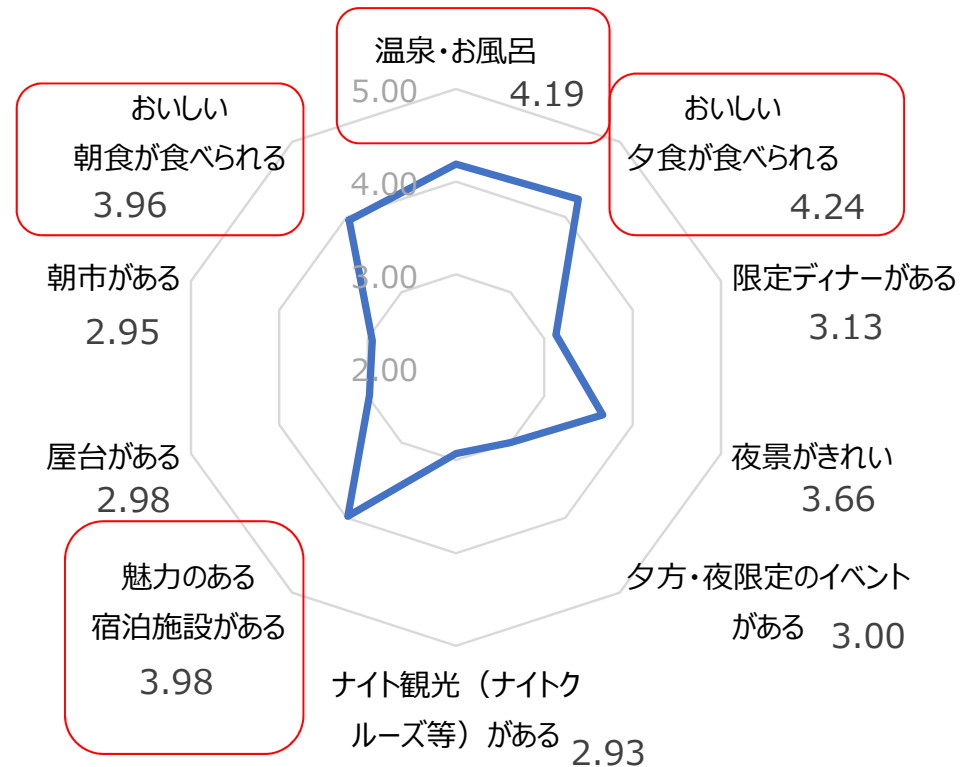 温泉・お風呂
4.19
おいしい
夕食が食べられる
4.24
限定ディナーがある
3.13
夜景がきれい
3.66
夕方・夜限定のイベント
がある
3.00
ナイト観光（ナイトク
ルーズ等）がある
2.93
魅力のある
宿泊施設がある
3.98
屋台がある
2.98
朝市がある
2.95
おいしい
朝食が食べられる
3.96
5.00
4.00
3.00
2.00